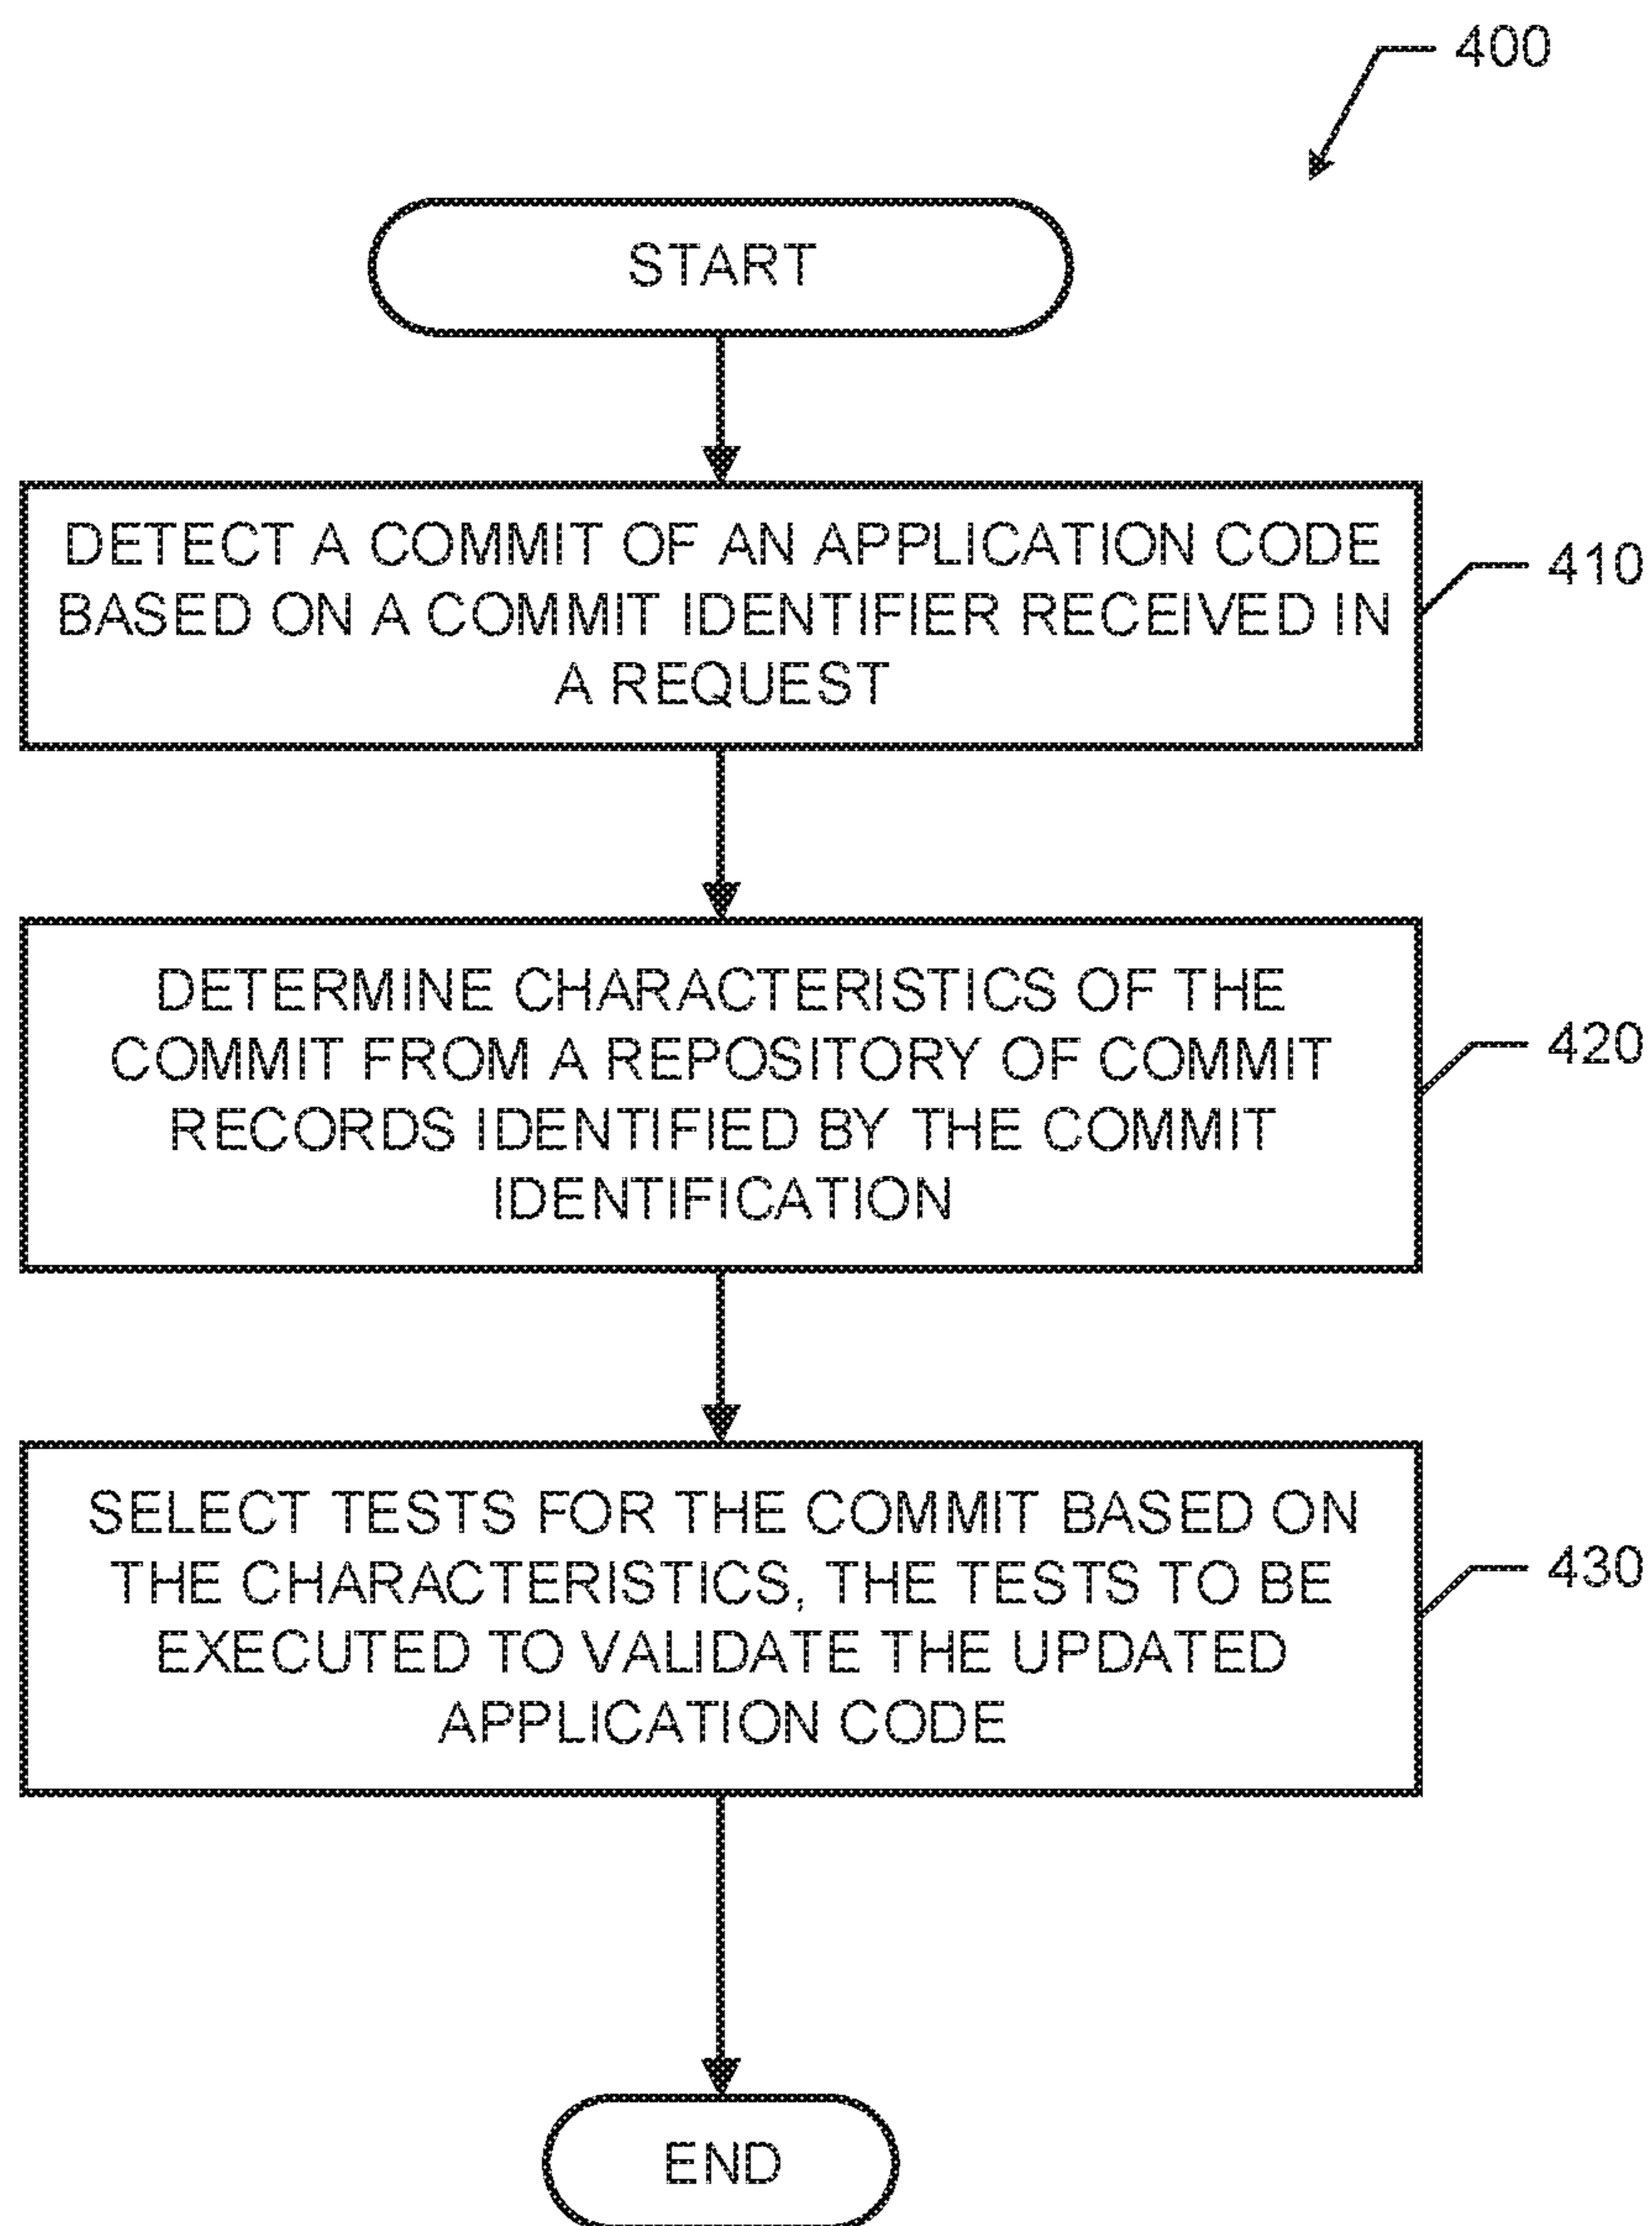 400
START
DETECT A COMMIT OF AN APPLICATION CODE
BASED ON A COMMIT IDENTIFIER RECEIVED IN
A REQUEST
410
DETERMINE CHARACTERISTICS OF THE
COMMIT FROM A REPOSITORY OF COMMIT
RECORDS IDENTIFIED BY THE COMMIT
IDENTIFICATION
420
SELECT TESTS FOR THE COMMIT BASED ON
THE CHARACTERISTICS, THE TESTS TO BE
EXECUTED TO VALIDATE THE UPDATED
APPLICATION CODE
430
END